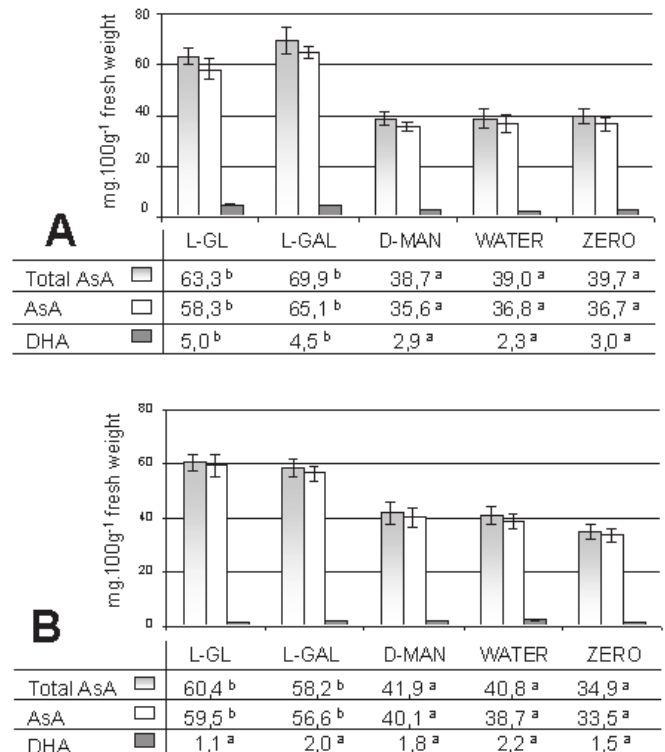 80
60
40
20
0
mg.100g⁻¹ fresh weight
A
L-GL L-GAL D-MAN WATER ZERO
Total AsA 63,3 b 69,9 b 38,7 a 39,0 a 39,7 a
AsA 58,3 b 65,1 b 35,6 a 36,8 a 36,7 a
DHA 5,0 b 4,5 b 2,9 a 2,3 a 3,0 a
80
60
40
20
0
mg.100g⁻¹ fresh weight
B
L-GL L-GAL D-MAN WATER ZERO
Total AsA 60,4 b 58,2 b 41,9 a 40,8 a 34,9 a
AsA 59,5 b 56,6 b 40,1 a 38,7 a 33,5 a
DHA 1,1 a 2,0 a 1,8 a 2,2 a 1,5 a